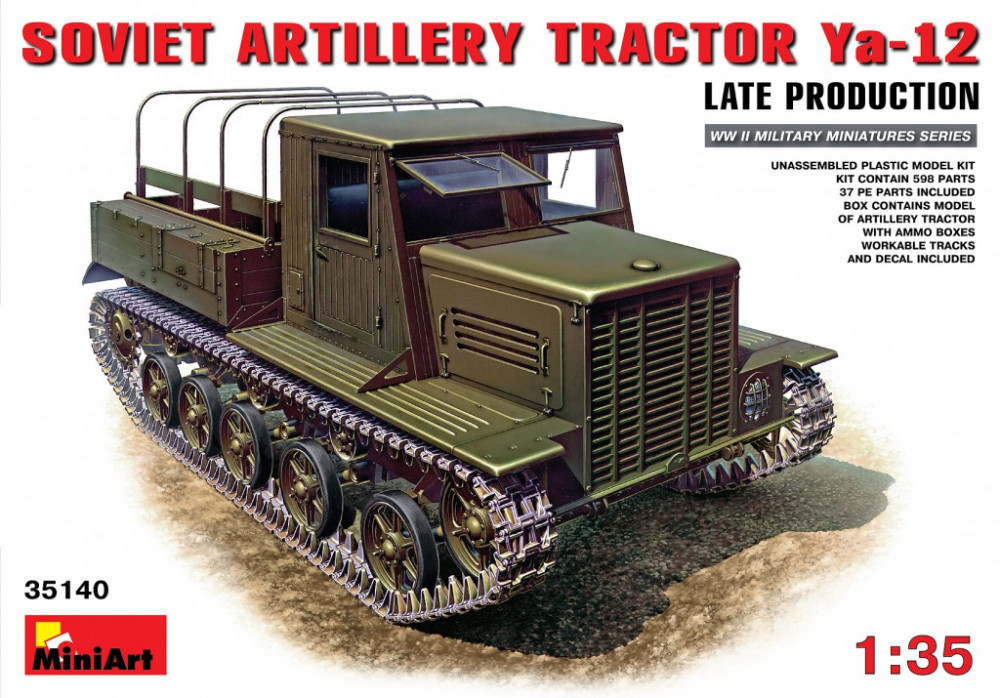 SOVIET ARTILLERY TRACTOR Ya-12
LATE PRODUCTION
WW II MILITARY MINIATURES SERIES
UNASSEMBLED PLASTIC MODEL KIT
KIT CONTAIN 598 PARTS
37 PE PARTS INCLUDED
BOX CONTAINS MODEL
OF ARTILLERY TRACTOR
WITH AMMO BOXES
WORKABLE TRACKS
AND DECAL INCLUDED
35140
MiniArt
1:35